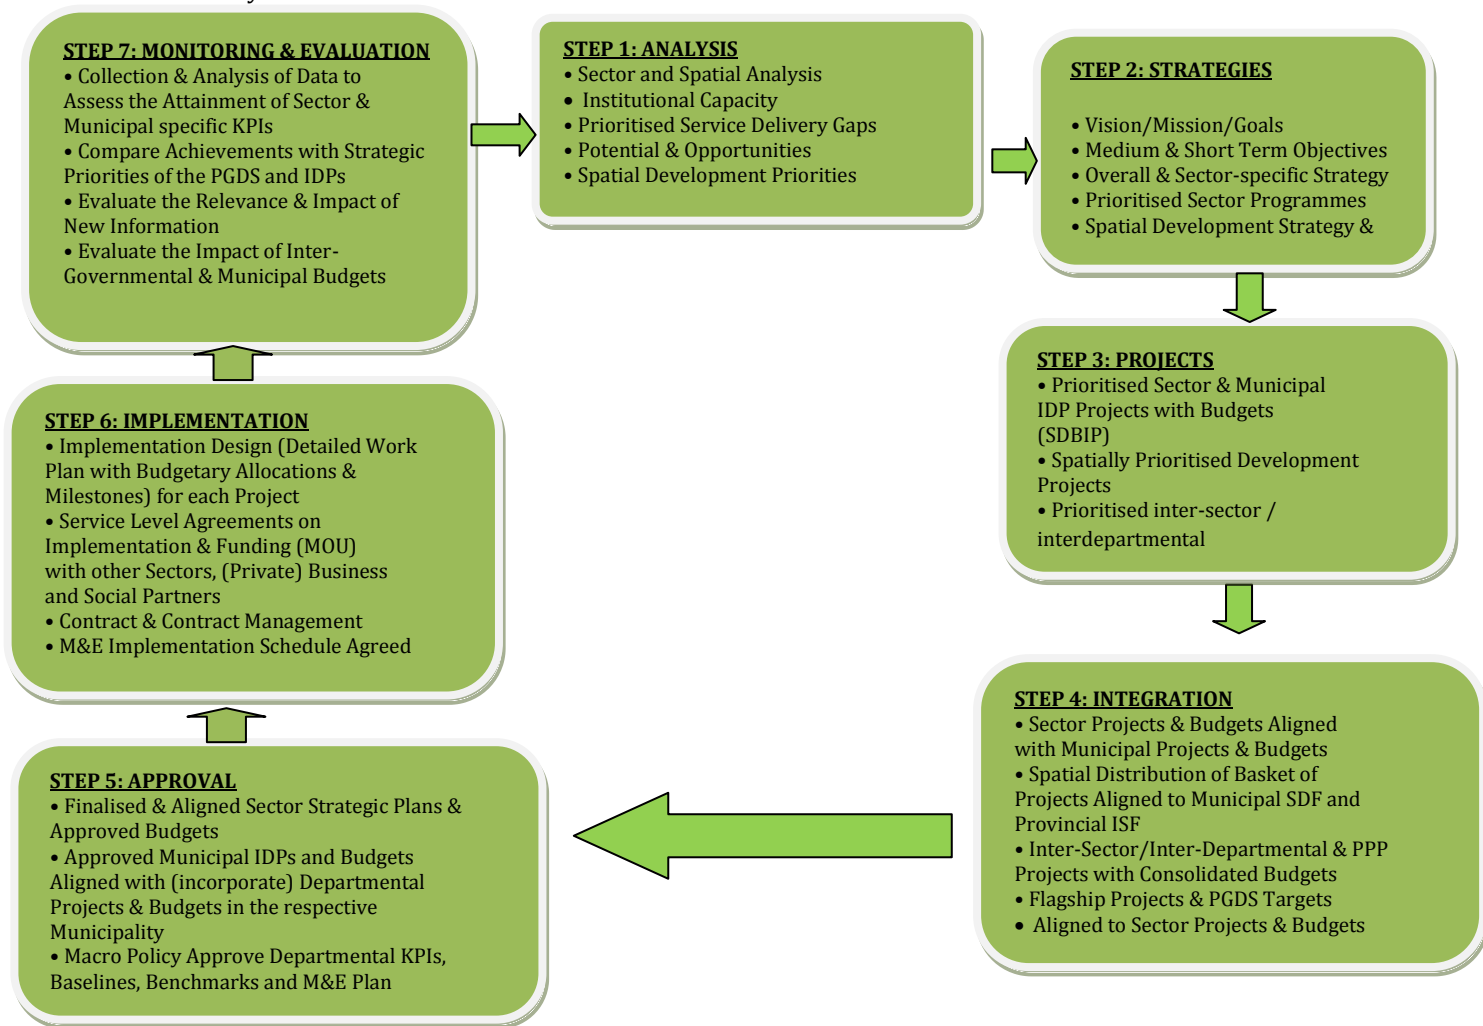 STEP 7: MONITORING & EVALUATION
• Collection & Analysis of Data to
Assess the Attainment of Sector &
Municipal specific KPIs
• Compare Achievements with Strategic
Priorities of the PGDS and IDPs
• Evaluate the Relevance & Impact of
New Information
• Evaluate the Impact of Inter-
Governmental & Municipal Budgets
STEP 1: ANALYSIS
• Sector and Spatial Analysis
• Institutional Capacity
• Prioritised Service Delivery Gaps
• Potential & Opportunities
• Spatial Development Priorities
STEP 2: STRATEGIES
• Vision/Mission/Goals
• Medium & Short Term Objectives
• Overall & Sector-specific Strategy
• Prioritised Sector Programmes
• Spatial Development Strategy &
STEP 3: PROJECTS
• Prioritised Sector & Municipal
IDP Projects with Budgets
(SDBIP)
• Spatially Prioritised Development
Projects
• Prioritised inter-sector /
interdepartmental
STEP 4: INTEGRATION
• Sector Projects & Budgets Aligned
with Municipal Projects & Budgets
• Spatial Distribution of Basket of
Projects Aligned to Municipal SDF and
Provincial ISF
• Inter-Sector/Inter-Departmental & PPP
Projects with Consolidated Budgets
• Flagship Projects & PGDS Targets
• Aligned to Sector Projects & Budgets
STEP 5: APPROVAL
• Finalised & Aligned Sector Strategic Plans &
Approved Budgets
• Approved Municipal IDPs and Budgets
Aligned with (incorporate) Departmental
Projects & Budgets in the respective
Municipality
• Macro Policy Approve Departmental KPIs,
Baselines, Benchmarks and M&E Plan
STEP 6: IMPLEMENTATION
• Implementation Design (Detailed Work
Plan with Budgetary Allocations &
Milestones) for each Project
• Service Level Agreements on
Implementation & Funding (MOU)
with other Sectors, (Private) Business
and Social Partners
• Contract & Contract Management
• M&E Implementation Schedule Agreed